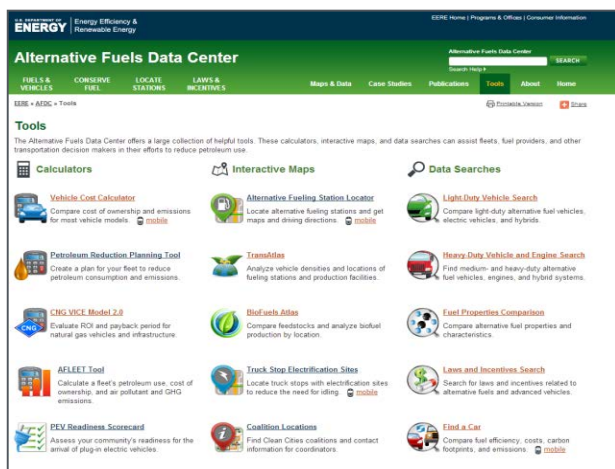 U.S. DEPARTMENT OF
ENERGY
Energy Efficiency &
Renewable Energy
EERE Home | Programs & Offices | Consumer Information
Alternative Fuels Data Center
Alternative Fuels Data Center
SEARCH
Search Help
FUELS &
VEHICLES
CONSERVE
FUEL
LOCATE
STATIONS
LAWS &
INCENTIVES
Maps & Data
Case Studies
Publications
Tools
About
Home
EERE » AFDC » Tools
Portable Version
Share
Tools
The Alternative Fuels Data Center offers a large collection of helpful tools. These calculators, interactive maps, and data searches can assist fleets, fuel providers, and other
transportation decision makers in their efforts to reduce petroleum use.
Calculators
Vehicle Cost Calculator
Compare cost of ownership and emissions
for most vehicle models. mobile
Petroleum Reduction Planning Tool
Create a plan for your fleet to reduce
petroleum consumption and emissions.
CNG
CNG VICE Model 2.0
Evaluate ROI and payback period for
natural gas vehicles and infrastructure.
AFLEET Tool
Calculate a fleet's petroleum use, cost of
ownership, and air pollutant and GHG
emissions.
PEV Readiness Scorecard
Assess your community's readiness for the
arrival of plug-in electric vehicles.
Interactive Maps
Alternative Fueling Station Locator
Locate alternative fueling stations and get
maps and driving directions. mobile
TransAtlas
Analyze vehicle densities and locations of
fueling stations and production facilities.
BioFuels Atlas
Compare feedstocks and analyze biofuel
production by location.
Truck Stop Electrification Sites
Locate truck stops with electrification sites
to reduce the need for idling. mobile
Coalition Locations
Find Clean Cities coalitions and contact
information for coordinators.
Data Searches
Light-Duty Vehicle Search
Compare light-duty alternative fuel vehicles,
electric vehicles, and hybrids.
Heavy-Duty Vehicle and Engine Search
Find medium- and heavy-duty alternative
fuel vehicles, engines, and hybrid systems.
Fuel Properties Comparison
Compare alternative fuel properties and
characteristics.
Laws and Incentives Search
Search for laws and incentives related to
alternative fuels and advanced vehicles.
Find a Car
Compare fuel efficiency, costs, carbon
footprints, and emissions. mobile